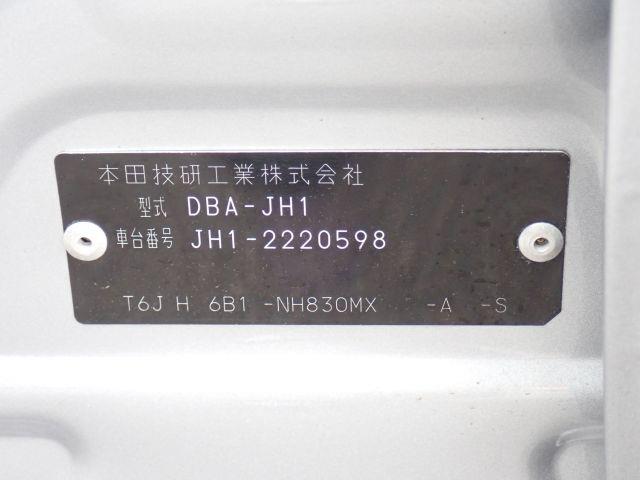 本田技研工業株式会社
型式 DBA-JH1
車台番号 JH1-2220598
T6J H 6B1 -NH830MX -A -S